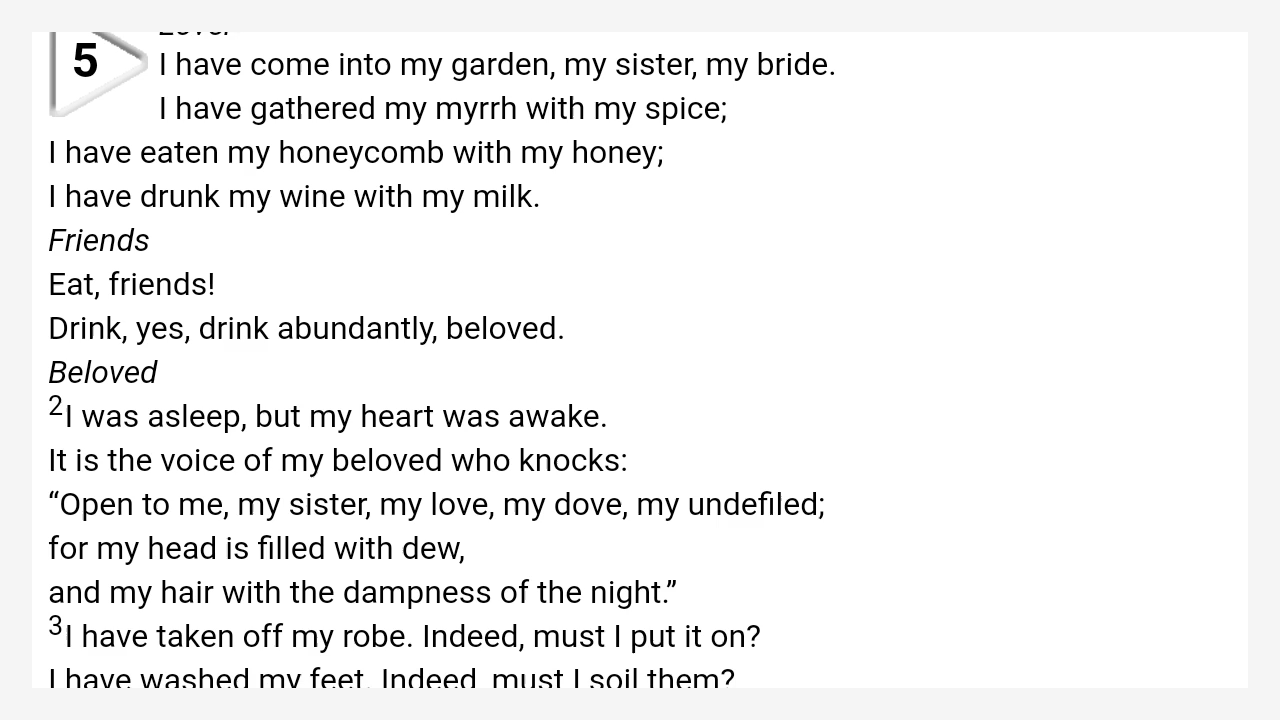 Lover
5
I have come into my garden, my sister, my bride.
I have gathered my myrrh with my spice;
I have eaten my honeycomb with my honey;
I have drunk my wine with my milk.
Friends
Eat, friends!
Drink, yes, drink abundantly, beloved.
Beloved
2I was asleep, but my heart was awake.
It is the voice of my beloved who knocks:
“Open to me, my sister, my love, my dove, my undefiled;
for my head is filled with dew,
and my hair with the dampness of the night.”
3I have taken off my robe. Indeed, must I put it on?
I have washed my feet. Indeed, must I soil them?